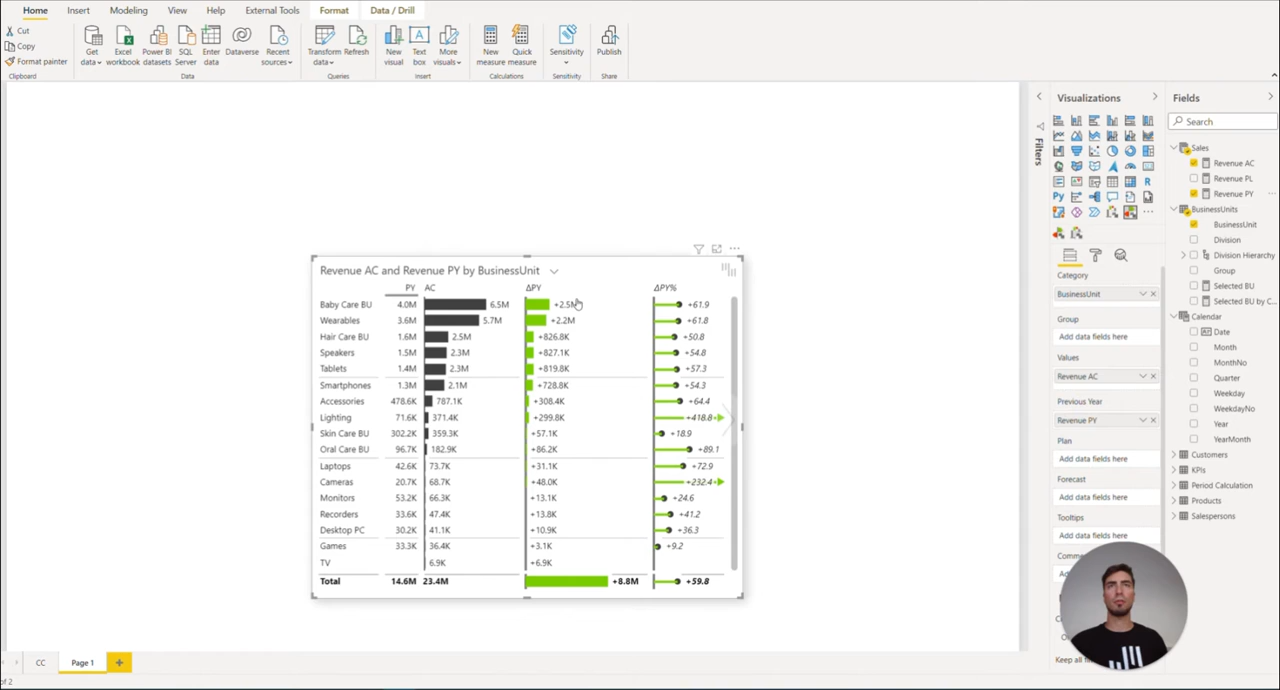 Home Insert Modeling View Help External Tools Format Data / Drill
Cut
Copy
Format painter
Clipboard
Get data
Excel workbook
Power BI datasets
SQL Server
Enter data
Dataverse
Recent sources
Data
Transform data
Refresh
Queries
New visual
Text box
More visuals
Insert
New measure
Quick measure
Calculations
Sensitivity
Sensitivity
Publish
Share
Revenue AC and Revenue PY by BusinessUnit
PY AC ΔPY ΔPY%
Baby Care BU 4.0M 6.5M +2.5M +61.9
Wearables 3.6M 5.7M +2.2M +61.8
Hair Care BU 1.6M 2.5M +826.8K +50.8
Speakers 1.5M 2.3M +827.1K +54.8
Tablets 1.4M 2.3M +819.8K +57.3
Smartphones 1.3M 2.1M +728.8K +54.3
Accessories 478.6K 787.1K +308.4K +64.4
Lighting 71.6K 371.4K +299.8K +418.8
Skin Care BU 302.2K 359.3K +57.1K +18.9
Oral Care BU 96.7K 182.9K +86.2K +89.1
Laptops 42.6K 73.7K +31.1K +72.9
Cameras 20.7K 68.7K +48.0K +232.4
Monitors 53.2K 66.3K +13.1K +24.6
Recorders 33.6K 47.4K +13.8K +41.2
Desktop PC 30.2K 41.1K +10.9K +36.3
Games 33.3K 36.4K +3.1K +9.2
TV 6.9K +6.9K
Total 14.6M 23.4M +8.8M +59.8
Filters
Visualizations
R
Py
Category
BusinessUnit
Group
Add data fields here
Values
Revenue AC
Previous Year
Revenue PY
Plan
Add data fields here
Forecast
Add data fields here
Tooltips
Add data fields here
Keep all
Fields
Search
Sales
Revenue AC
Revenue PL
Revenue PY
BusinessUnits
BusinessUnit
Division
Division Hierarchy
Group
Selected BU
Selected BU by C...
Calendar
Date
Month
MonthNo
Quarter
Weekday
WeekdayNo
Year
YearMonth
Customers
KPIs
Period Calculation
Products
Salespersons
CC Page 1
of 2